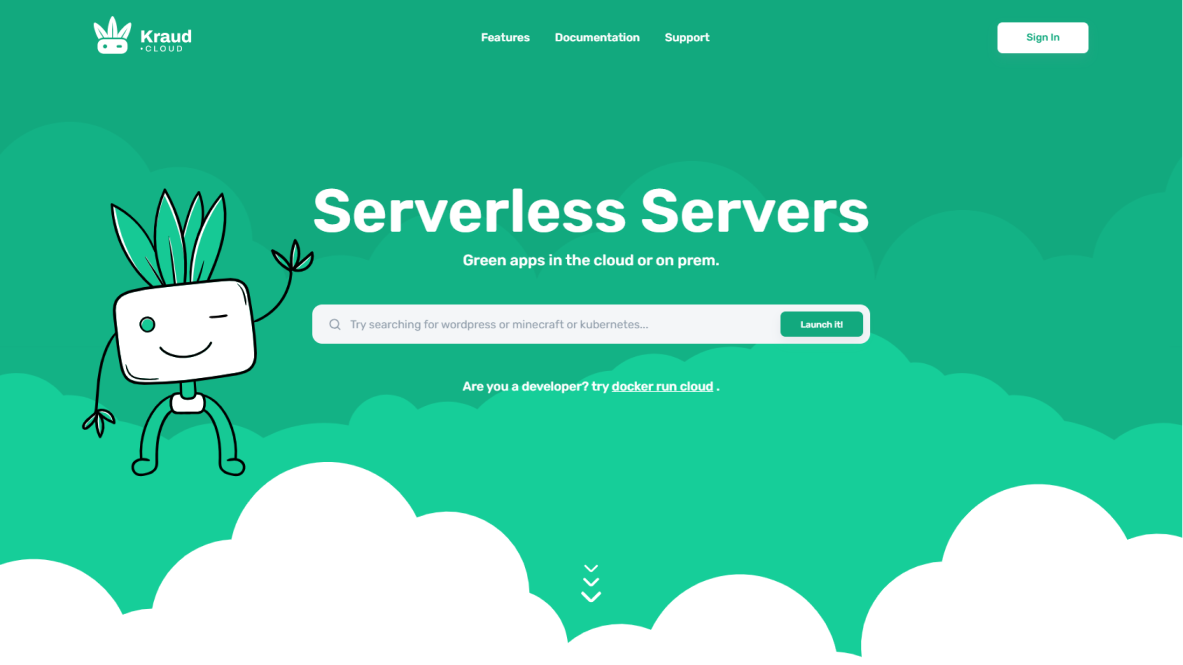 Kraud
•CLOUD
Features Documentation Support
Sign In
Serverless Servers
Green apps in the cloud or on prem.
Try searching for wordpress or minecraft or kubernetes...
Launch it!
Are you a developer? try docker run cloud .